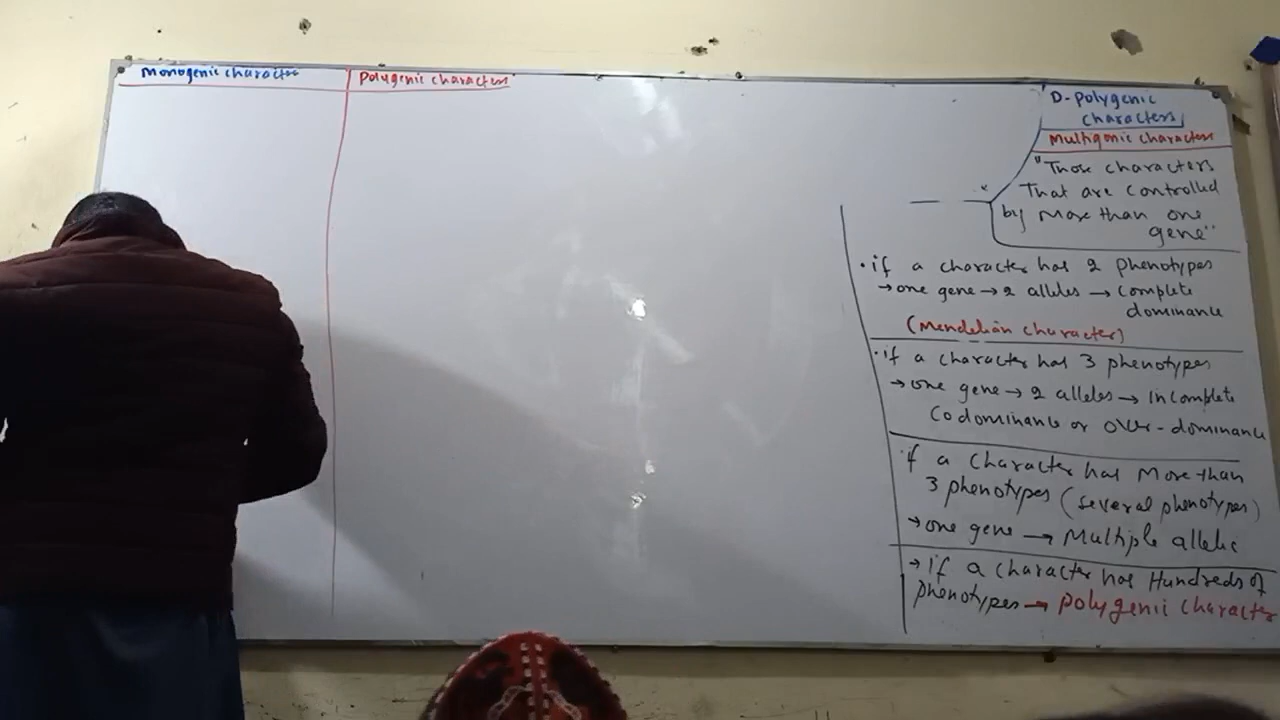 Monogenic character
Polygenic characters
D-Polygenic
characters
Multigenic characters
"Those characters
That are controlled
by More than one
gene"
• if a character has 2 phenotypes
→ one gene → 2 alleles → complete
dominance
(Mendelian character)
• if a character has 3 phenotypes
→ one gene → 2 alleles → incomplete
Codominance or over-dominance
if a character has More than
3 phenotypes (several phenotypes)
→ one gene → Multiple allelic
→ if a character has Hundreds of
phenotypes → polygenic character